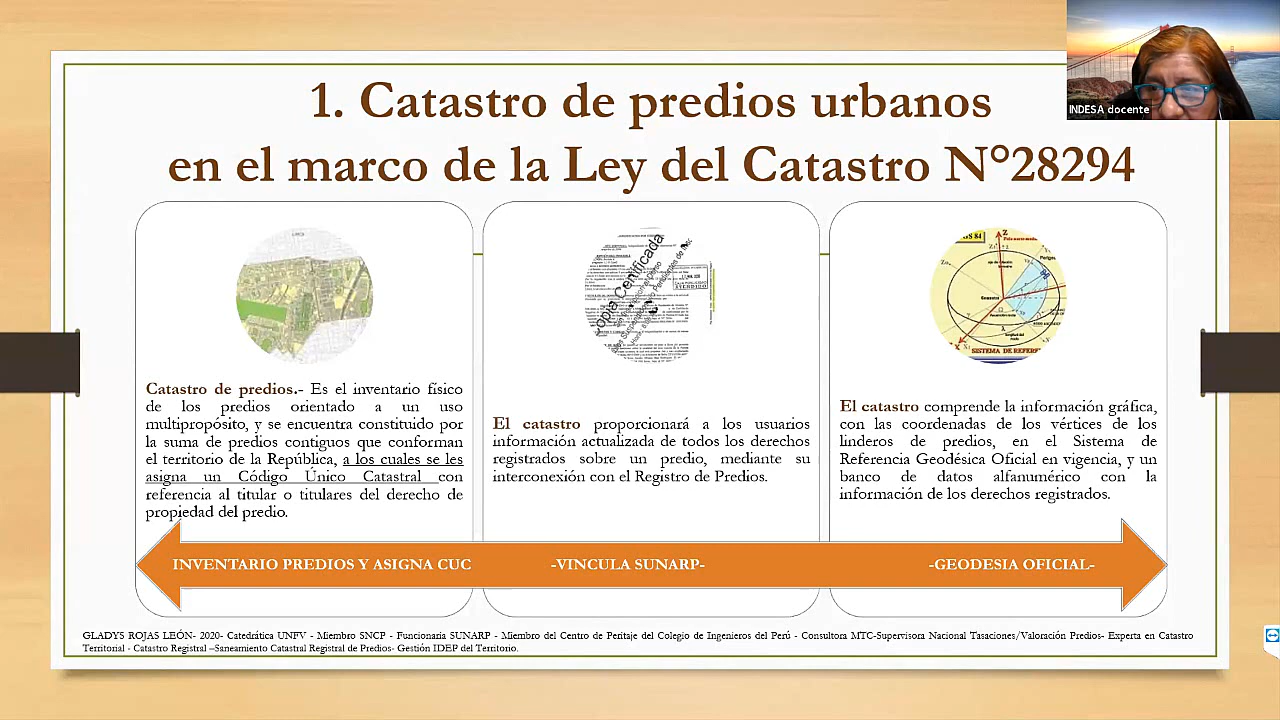 1. Catastro de predios urbanos
en el marco de la Ley del Catastro N°28294
INDESA docente
Catastro de predios.- Es el inventario físico
de los predios orientado a un uso
multipropósito, y se encuentra constituido por
la suma de predios contiguos que conforman
el territorio de la República, a los cuales se les
asigna un Código Único Catastral con
referencia al titular o titulares del derecho de
propiedad del predio.
Copia Certificada
El catastro proporcionará a los usuarios
información actualizada de todos los derechos
registrados sobre un predio, mediante su
interconexión con el Registro de Predios.
Z
SISTEMA DE REFER
El catastro comprende la información gráfica,
con las coordenadas de los vértices de los
linderos de predios, en el Sistema de
Referencia Geodésica Oficial en vigencia, y un
banco de datos alfanumérico con la
información de los derechos registrados.
INVENTARIO PREDIOS Y ASIGNA CUC
-VINCULA SUNARP-
-GEODESIA OFICIAL-
GLADYS ROJAS LEÓN- 2020- Catedrática UNFV - Miembro SNCP - Funcionaria SUNARP - Miembro del Centro de Peritaje del Colegio de Ingenieros del Perú - Consultora MTC-Supervisora Nacional Tasaciones/Valoración Predios- Experta en Catastro
Territorial - Catastro Registral –Saneamiento Catastral Registral de Predios- Gestión IDEP del Territorio.